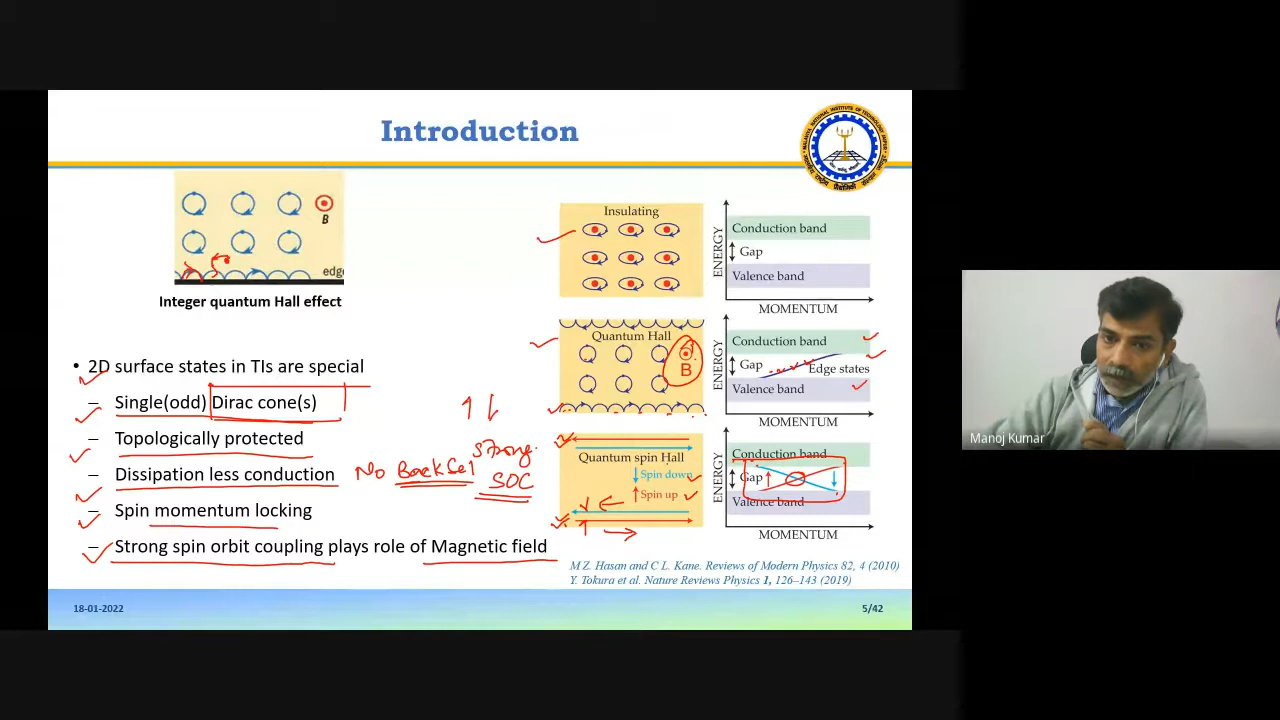 Introduction
B
edge
Integer quantum Hall effect
• 2D surface states in TIs are special
– Single(odd) Dirac cone(s)
– Topologically protected
– Dissipation less conduction
– Spin momentum locking
– Strong spin orbit coupling plays role of Magnetic field
No
strong
SOC
Insulating
ENERGY
Conduction band
Gap
Valence band
MOMENTUM
Quantum Hall
B
ENERGY
Conduction band
Gap
Edge states
Valence band
MOMENTUM
Quantum spin Hall
Spin down
Spin up
ENERGY
Conduction band
Gap
Valence band
MOMENTUM
M Z. Hasan and C L. Kane. Reviews of Modern Physics 82, 4 (2010)
Y. Tokura et al. Nature Reviews Physics 1, 126–143 (2019)
18-01-2022
5/42
Manoj Kumar